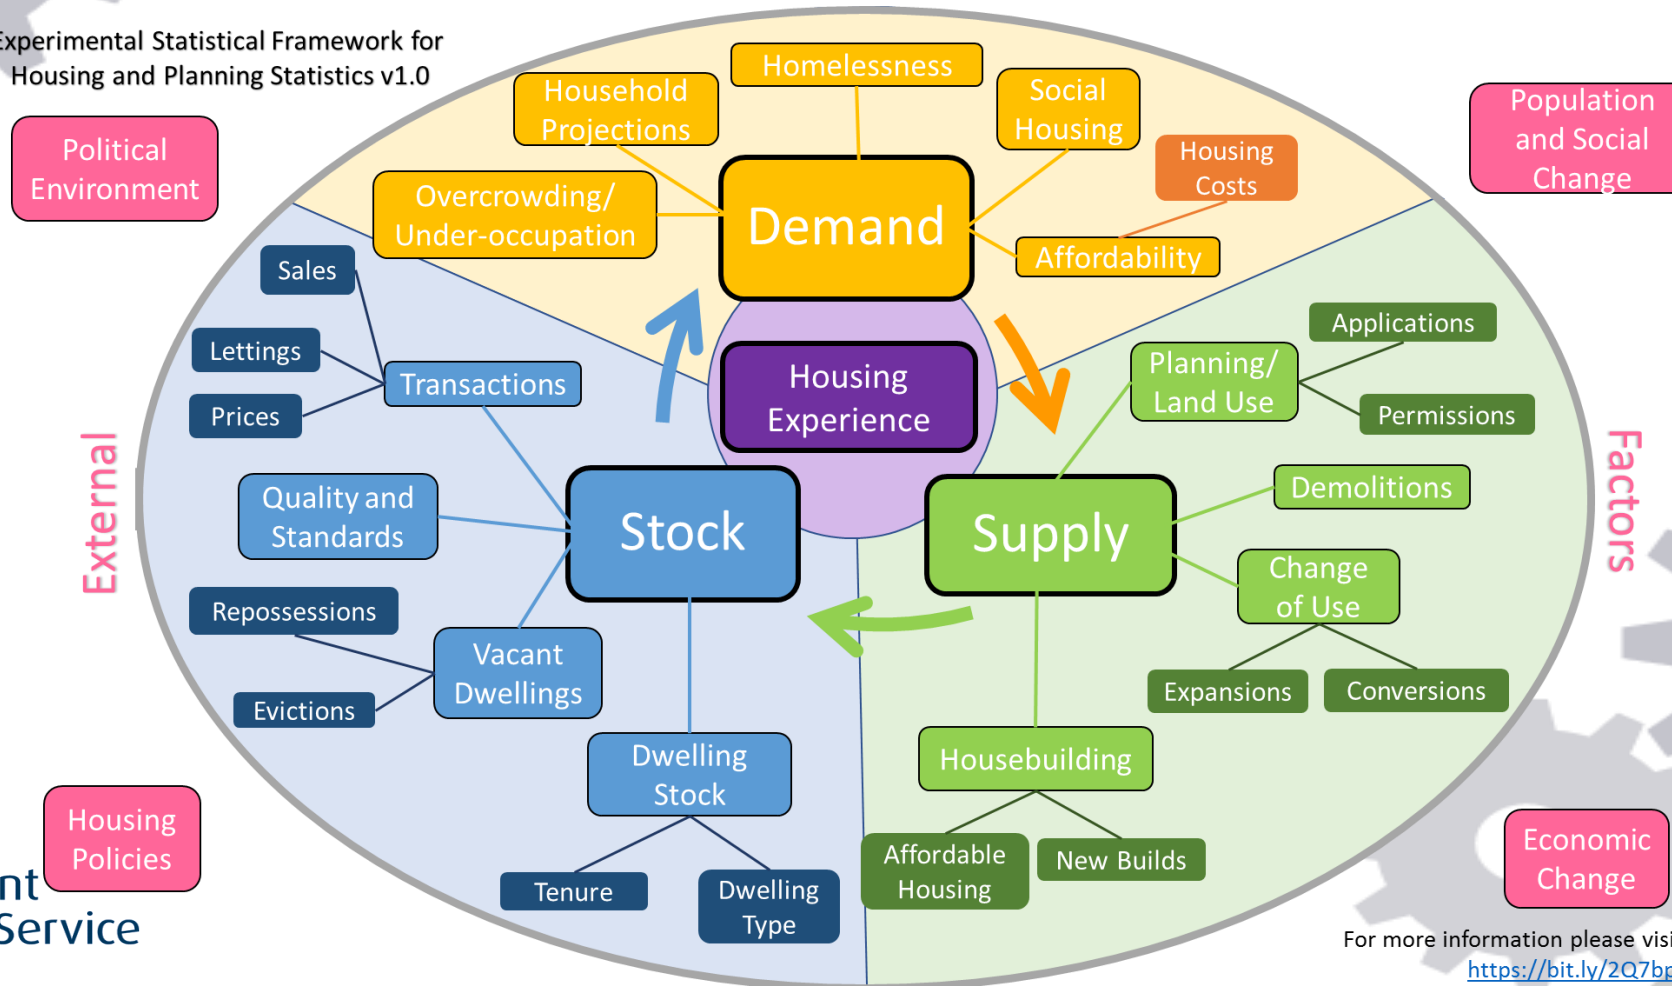 Experimental Statistical Framework for
Housing and Planning Statistics v1.0
Political
Environment
Population
and Social
Change
Homelessness
Household
Projections
Social
Housing
Housing
Costs
Overcrowding/
Under-occupation
Demand
Affordability
Sales
Lettings
Prices
Transactions
Housing
Experience
Planning/
Land Use
Applications
Permissions
External
Factors
Quality and
Standards
Stock
Supply
Demolitions
Change
of Use
Expansions
Conversions
Repossessions
Evictions
Vacant
Dwellings
Dwelling
Stock
Tenure
Dwelling
Type
Housebuilding
Affordable
Housing
New Builds
Housing
Policies
Economic
Change
nt
Service
For more information please visi
https://bit.ly/2Q7bp